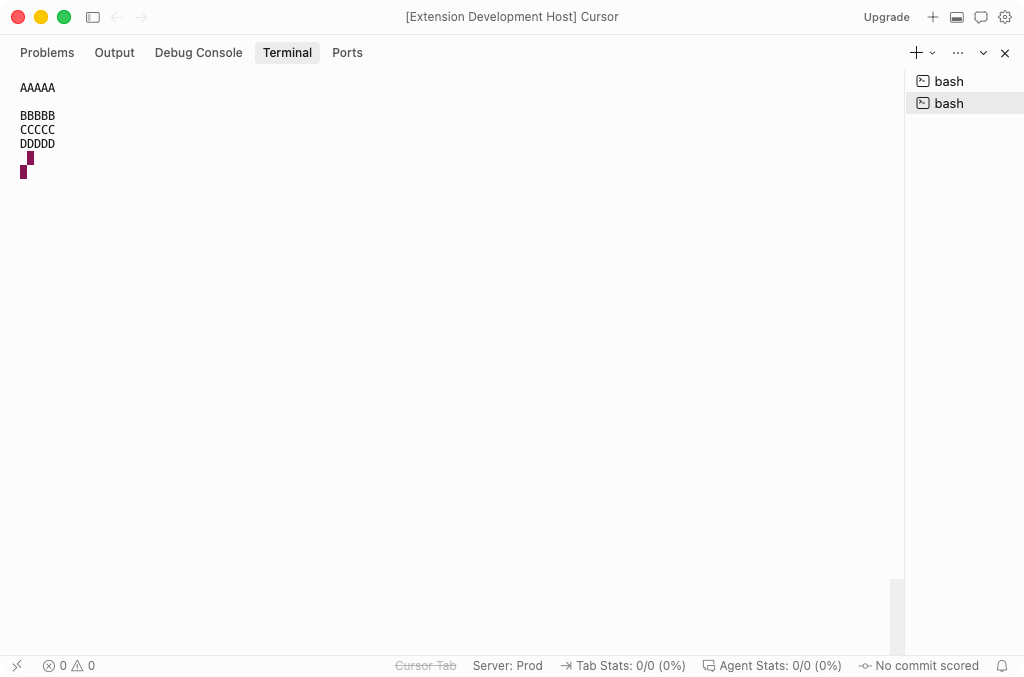 [Extension Development Host] Cursor
Upgrade
Problems Output Debug Console Terminal Ports
AAAAA
BBBBB
CCCCC
DDDDD
bash
bash
0 0 Cursor Tab Server: Prod Tab Stats: 0/0 (0%) Agent Stats: 0/0 (0%) No commit scored